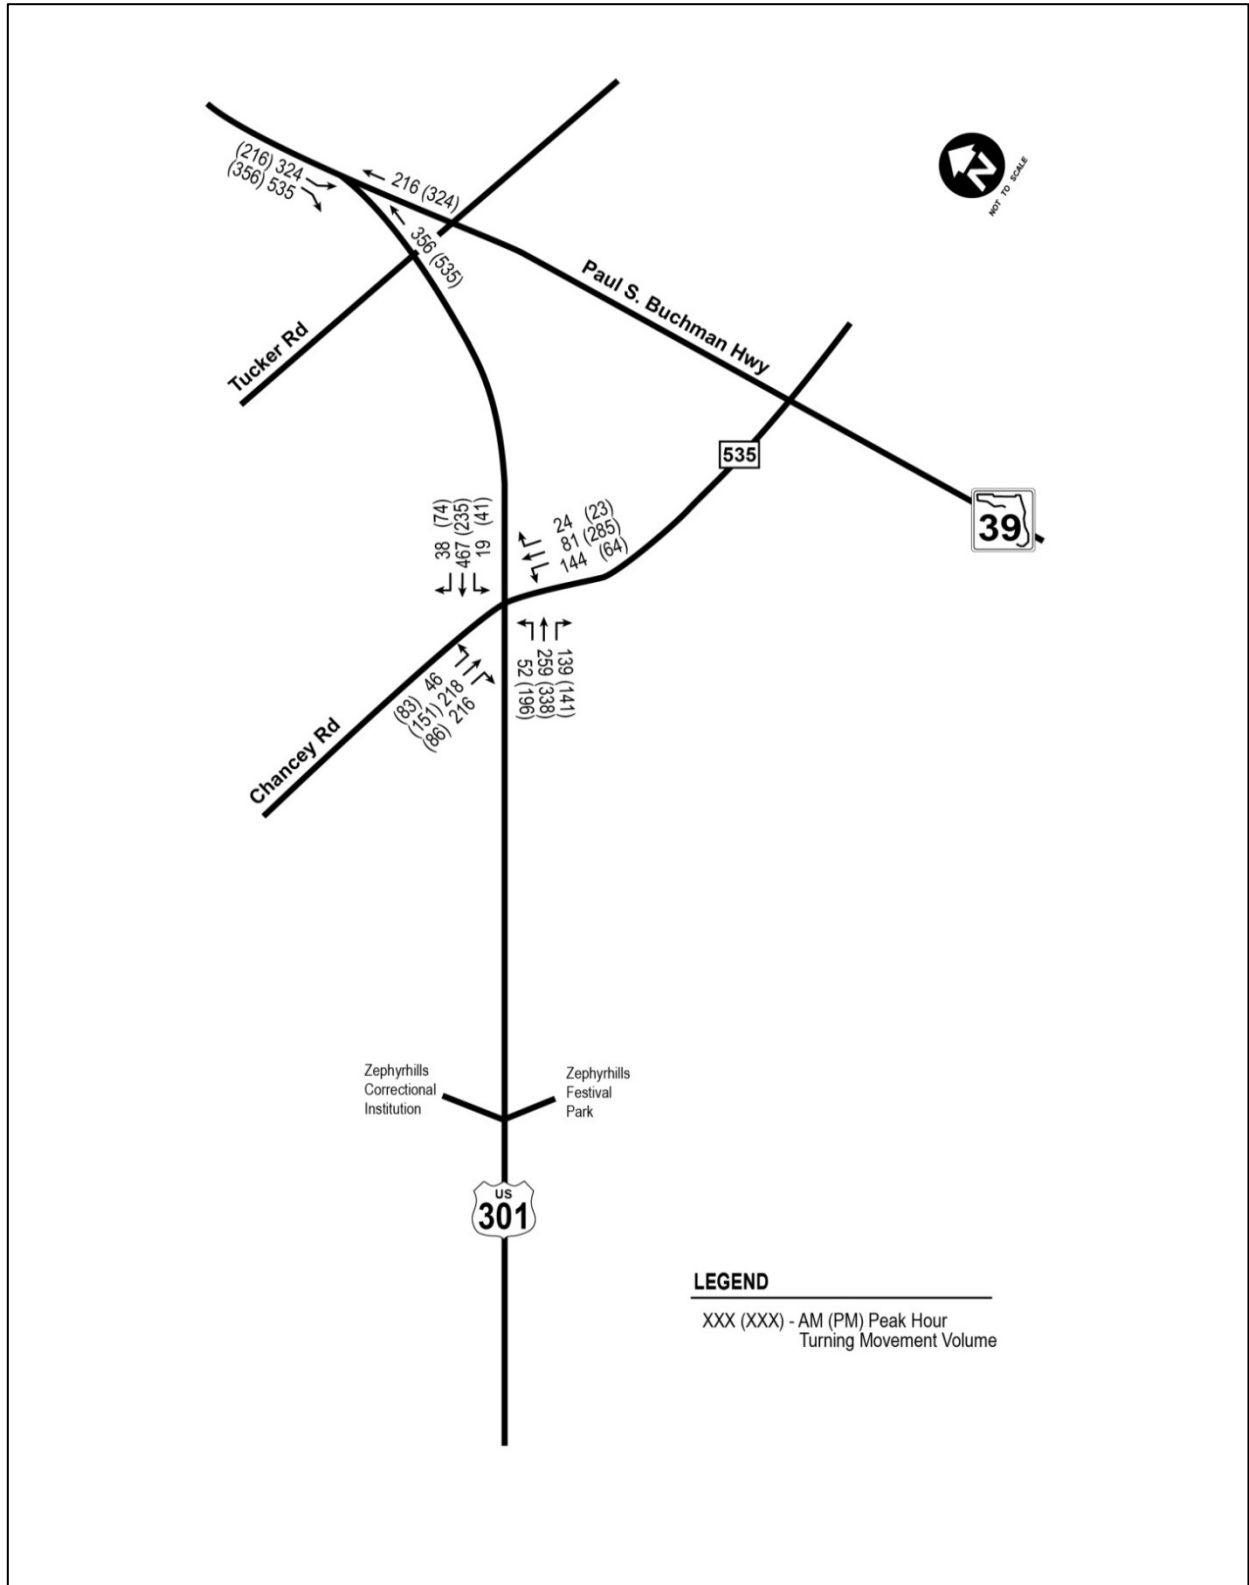 (216) 324
(356) 535
216 (324)
356 (535)
N
NOT TO SCALE
Tucker Rd
Paul S. Buchman Hwy
535
39
38 (74)
467 (235)
19 (41)
24 (23)
81 (285)
144 (64)
(83) 46
(151) 218
(86) 216
52 (196)
259 (338)
139 (141)
Chancey Rd
Zephyrhills
Correctional
Institution
Zephyrhills
Festival
Park
US
301
LEGEND
XXX (XXX) - AM (PM) Peak Hour
Turning Movement Volume